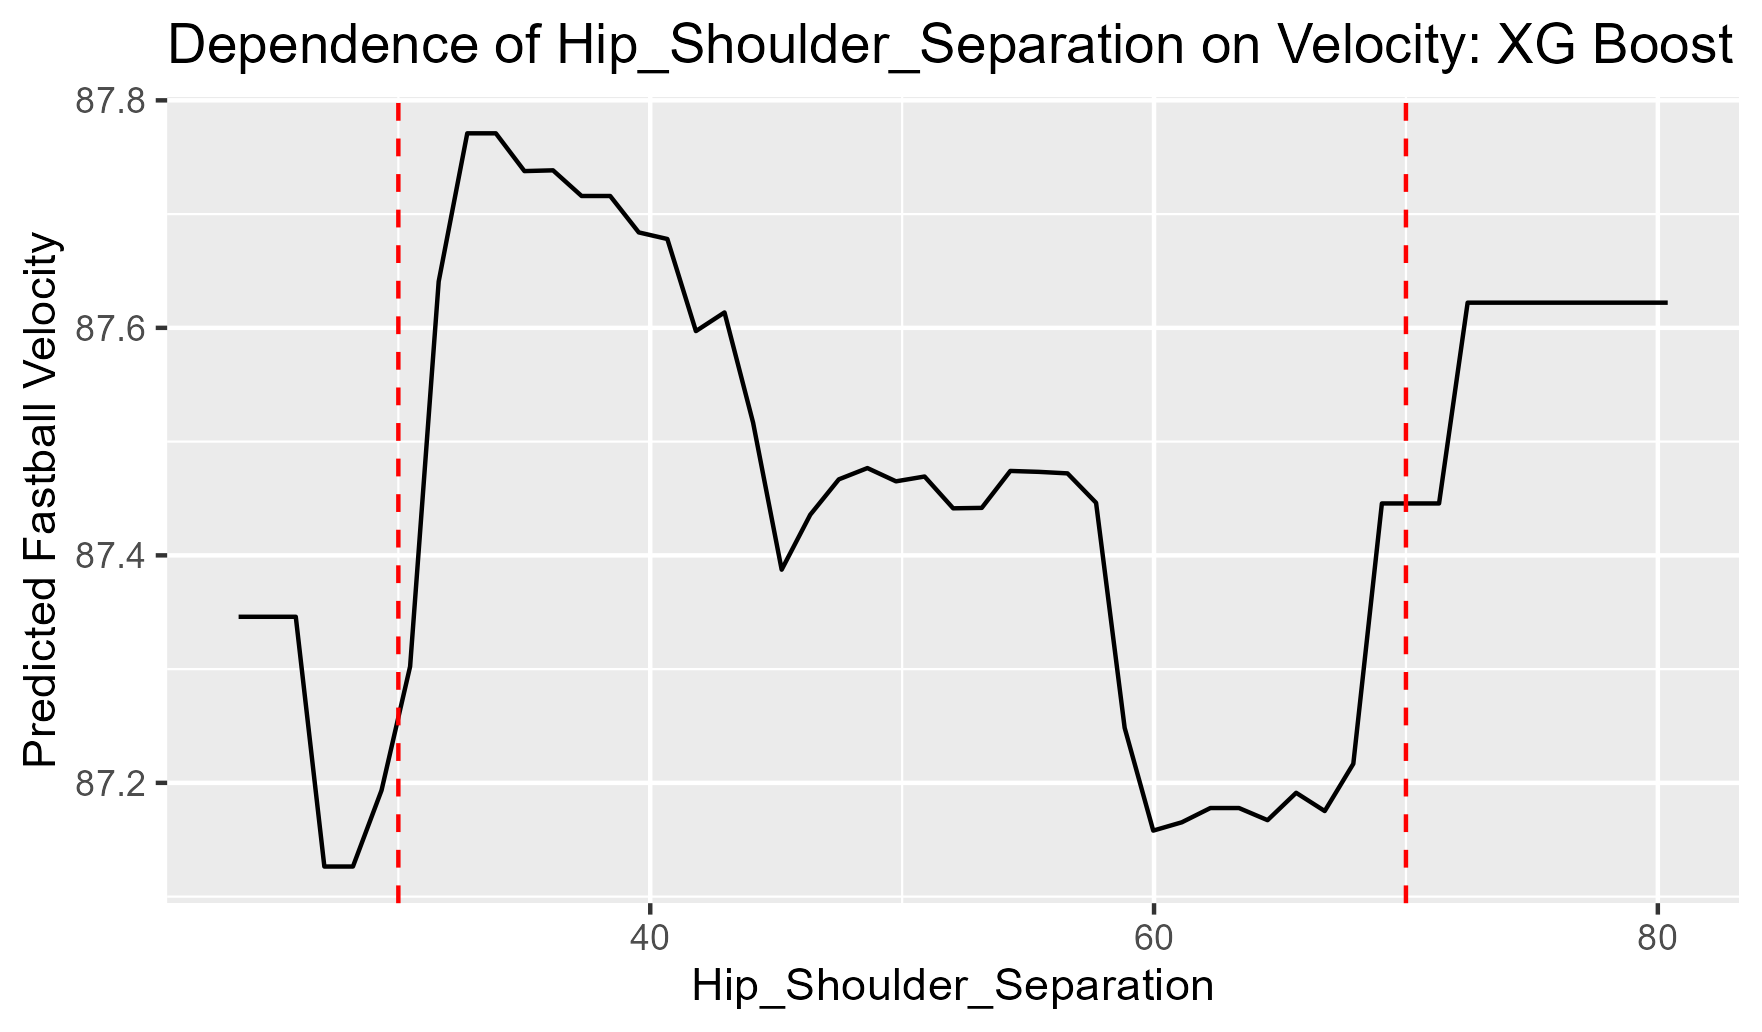 Dependence of Hip_Shoulder_Separation on Velocity: XG Boost
Predicted Fastball Velocity
87.8
87.6
87.4
87.2
40
60
80
Hip_Shoulder_Separation